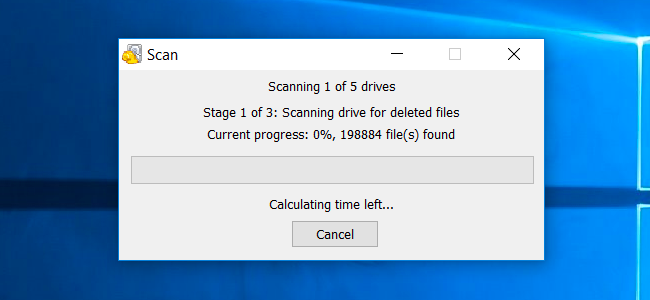 Scan
Scanning 1 of 5 drives
Stage 1 of 3: Scanning drive for deleted files
Current progress: 0%, 198884 file(s) found
Calculating time left...
Cancel